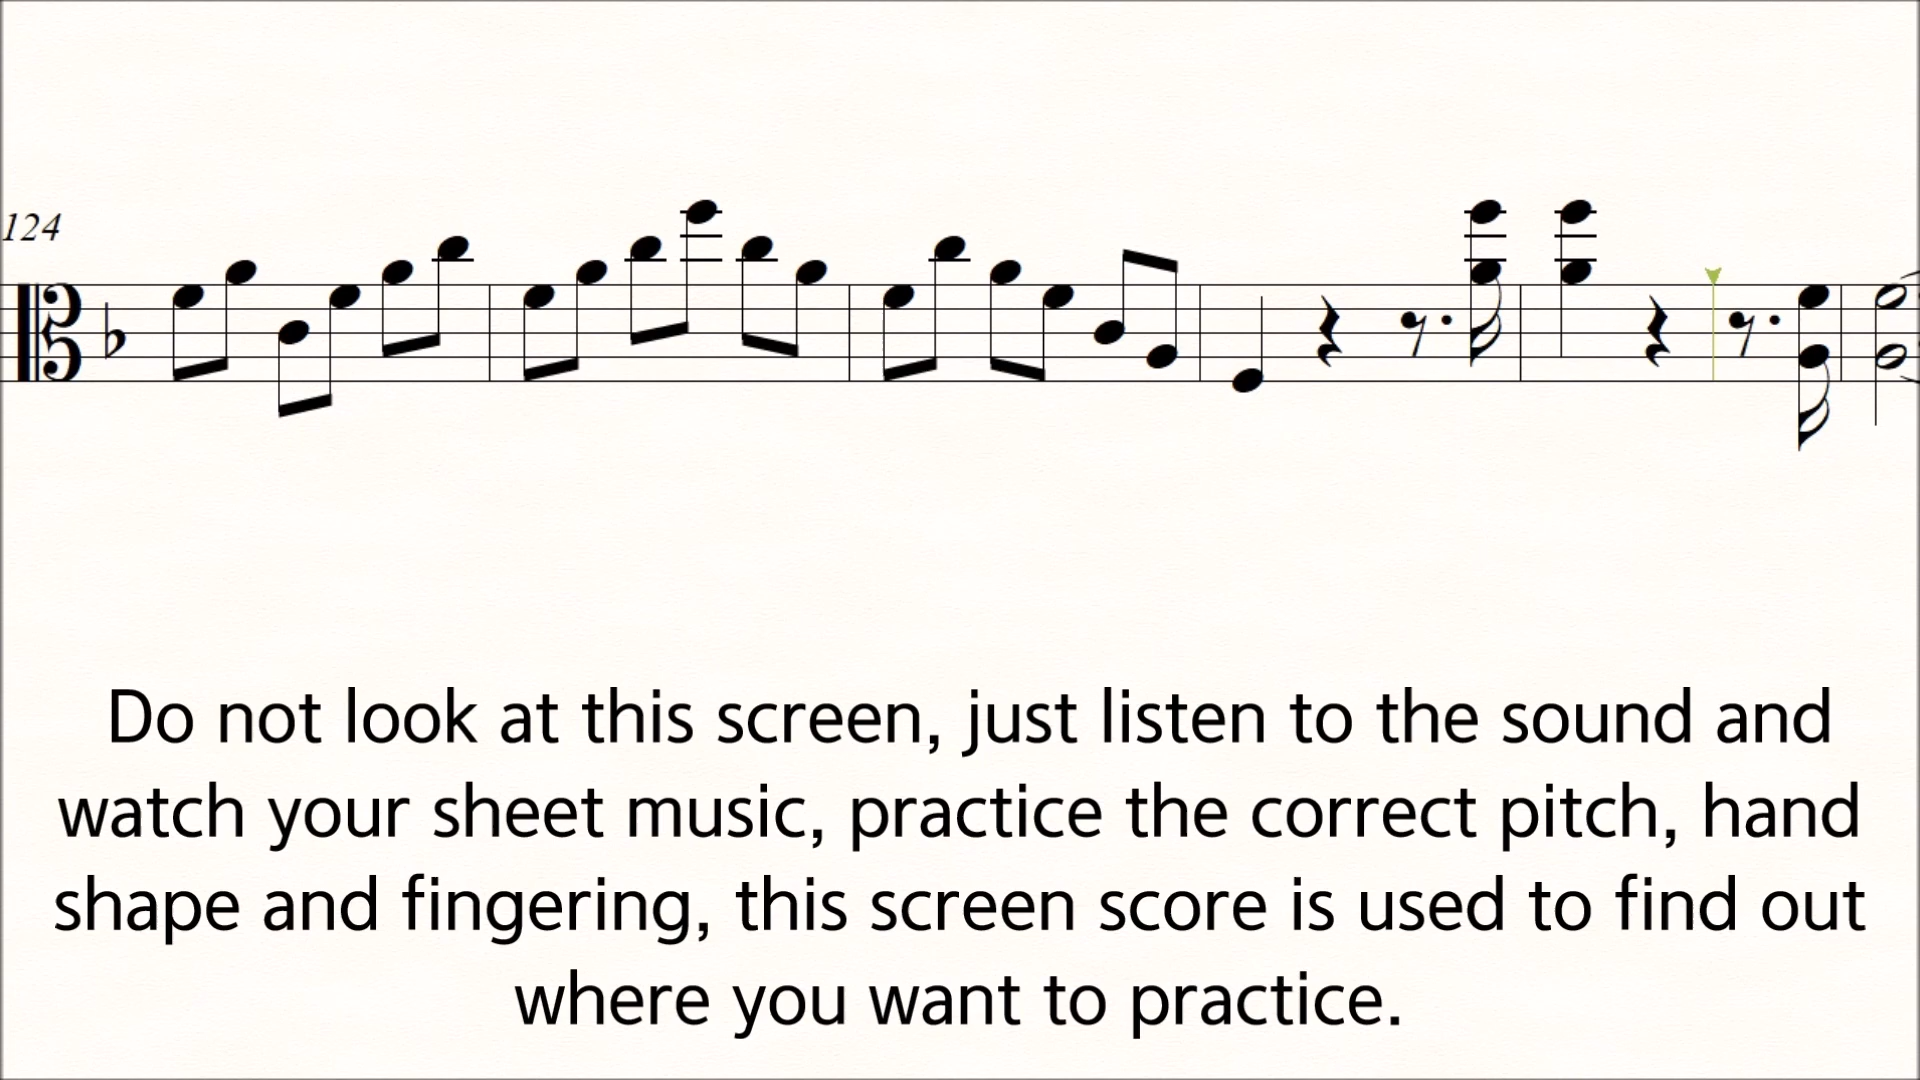 124
Do not look at this screen, just listen to the sound and
watch your sheet music, practice the correct pitch, hand
shape and fingering, this screen score is used to find out
where you want to practice.